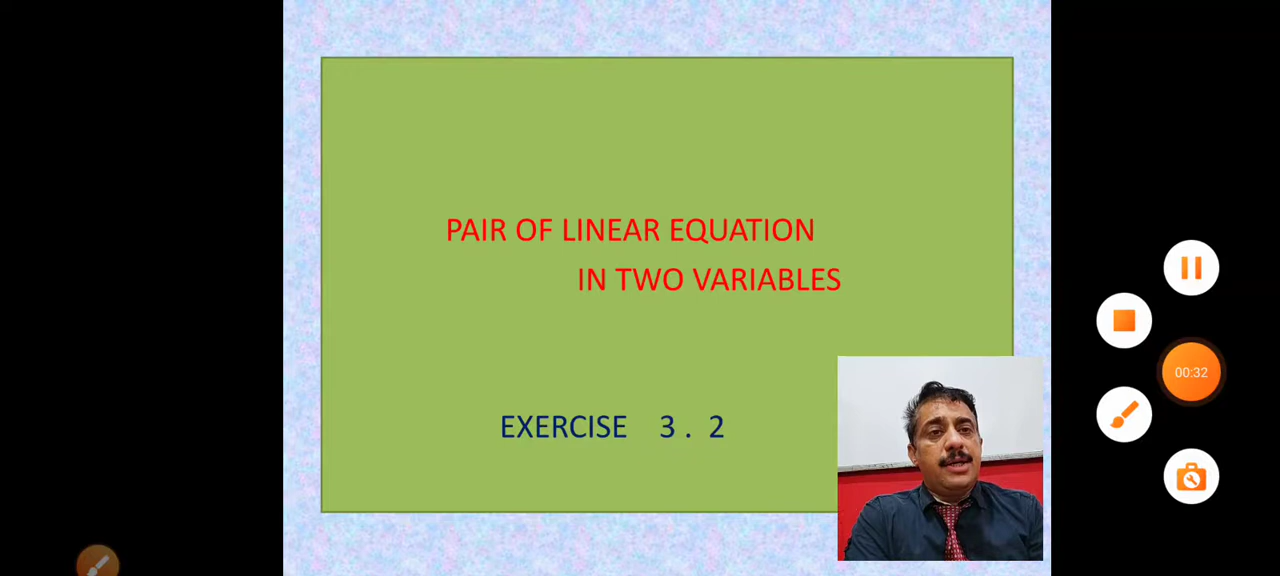 PAIR OF LINEAR EQUATION
IN TWO VARIABLES
EXERCISE 3 . 2
00:32